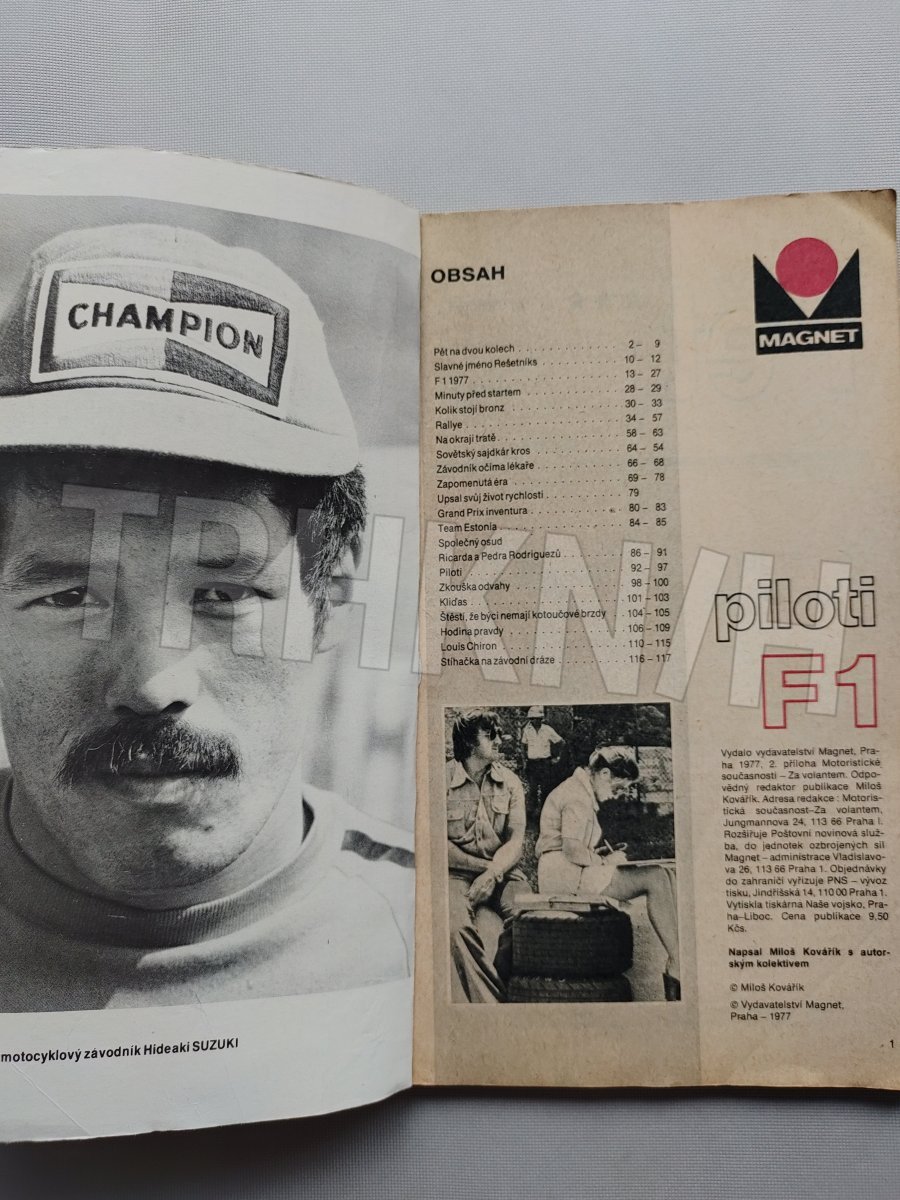 CHAMPION
motocyklový závodník Hideaki SUZUKI
OBSAH
Pět na dvou kolech . . . . . . . . . . . . 2 – 9
Slavné jméno Rešetniks . . . . . . . . . . 10 – 12
F 1 1977 . . . . . . . . . . . . . . . . . 13 – 27
Minuty před startem . . . . . . . . . . . 28 – 29
Kolik stojí bronz . . . . . . . . . . . . 30 – 33
Rallye . . . . . . . . . . . . . . . . . . 34 – 57
Na okraji tratě . . . . . . . . . . . . . 58 – 63
Sovětský sajdkár kros . . . . . . . . . . 64 – 54
Závodník očima lékaře . . . . . . . . . . 66 – 68
Zapomenutá éra . . . . . . . . . . . . . . 69 – 78
Upsal svůj život rychlosti . . . . . . . . 79
Grand Prix inventura . . . . . . . . . . . 80 – 83
Team Estonia . . . . . . . . . . . . . . . 84 – 85
Společný osud
Ricarda a Pedra Rodriguezů . . . . . . . . 86 – 91
Piloti . . . . . . . . . . . . . . . . . . 92 – 97
Zkouška odvahy . . . . . . . . . . . . . . 98 – 100
Kliďas . . . . . . . . . . . . . . . . . . 101 – 103
Štěstí, že býci nemají kotoučové brzdy . . 104 – 105
Hodina pravdy . . . . . . . . . . . . . . 106 – 109
Louis Chiron . . . . . . . . . . . . . . . 110 – 115
Stíhačka na závodní dráze . . . . . . . . 116 – 117
MAGNET
piloti
F1
Vydalo vydavatelství Magnet, Pra-
ha 1977, 2. příloha Motoristické
současnosti – Za volantem. Odpo-
vědný redaktor publikace Miloš
Kovářík. Adresa redakce : Motoris-
tická současnost–Za volantem,
Jungmannova 24, 113 66 Praha I.
Rozšiřuje Poštovní novinová služ-
ba, do jednotek ozbrojených sil
Magnet – administrace Vladislavo-
va 26, 113 66 Praha 1. Objednávky
do zahraničí vyřizuje PNS – vývoz
tisku, Jindřišská 14, 110 00 Praha 1.
Vytiskla tiskárna Naše vojsko, Pra-
ha–Liboc. Cena publikace 9,50
Kčs.
Napsal Miloš Kovářík s autor-
ským kolektivem
© Miloš Kovářík
© Vydavatelství Magnet,
Praha – 1977
1
TRHKNIH